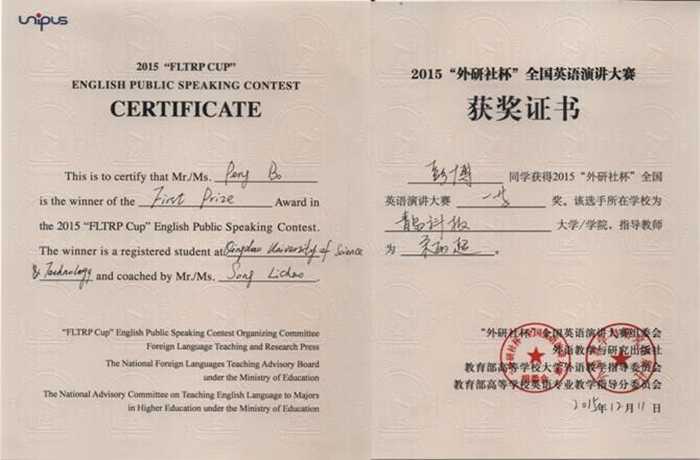 unipus
2015 "FLTRP CUP"
ENGLISH PUBLIC SPEAKING CONTEST
CERTIFICATE
This is to certify that Mr./Ms. Peng Bo
is the winner of the First Prize Award in
the 2015 "FLTRP Cup" English Public Speaking Contest.
The winner is a registered student at Qingdao University of Science
& Technology and coached by Mr./Ms. Song Lichao.
"FLTRP Cup" English Public Speaking Contest Organizing Committee
Foreign Language Teaching and Research Press
The National Foreign Languages Teaching Advisory Board
under the Ministry of Education
The National Advisory Committee on Teaching English Language to Majors
in Higher Education under the Ministry of Education
2015 "外研社杯" 全国英语演讲大赛
获奖证书
彭博 同学获得2015 "外研社杯" 全国
英语演讲大赛 一等 奖。该选手所在学校为
青岛科技 大学/学院,指导教师
为 宋丽超。
"外研社杯"全国英语演讲大赛组委会
外语教学与研究出版社
教育部高等学校大学外语教学指导委员会
教育部高等学校英语专业教学指导分委员会
2015年12月11日